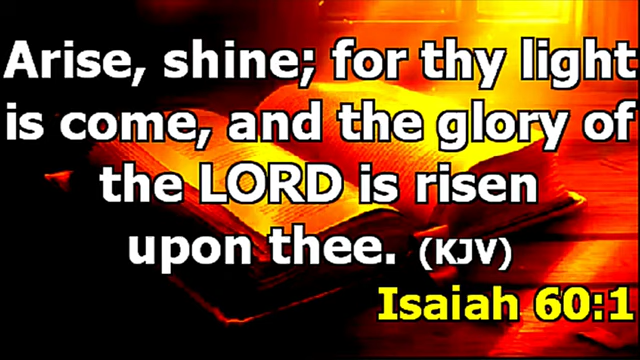 Arise, shine; for thy light
is come, and the glory of
the LORD is risen
upon thee. (KJV)
Isaiah 60:1